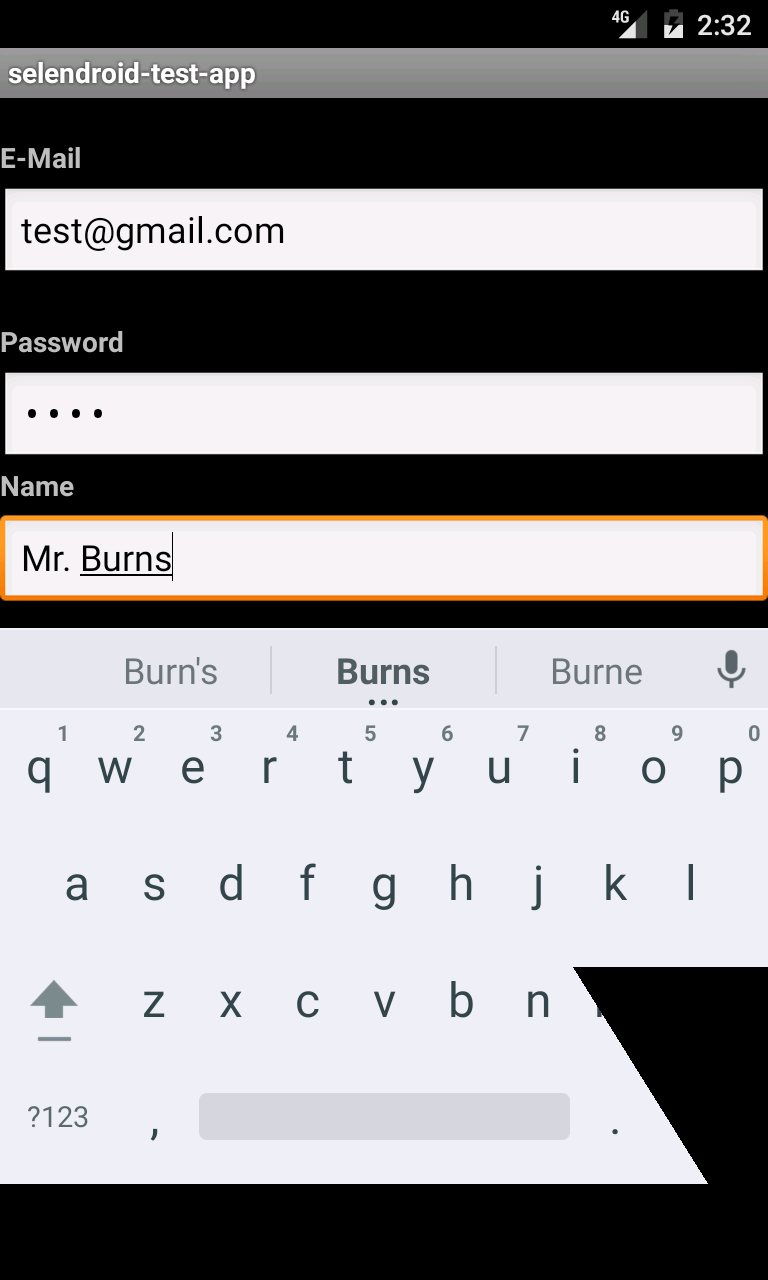 4G 2:32
selendroid-test-app
E-Mail
test@gmail.com
Password
••••
Name
Mr. Burns
Burn's Burns Burne
1 2 3 4 5 6 7 8 9 0
q w e r t y u i o p
a s d f g h j k l
z x c v b n
?123 , .